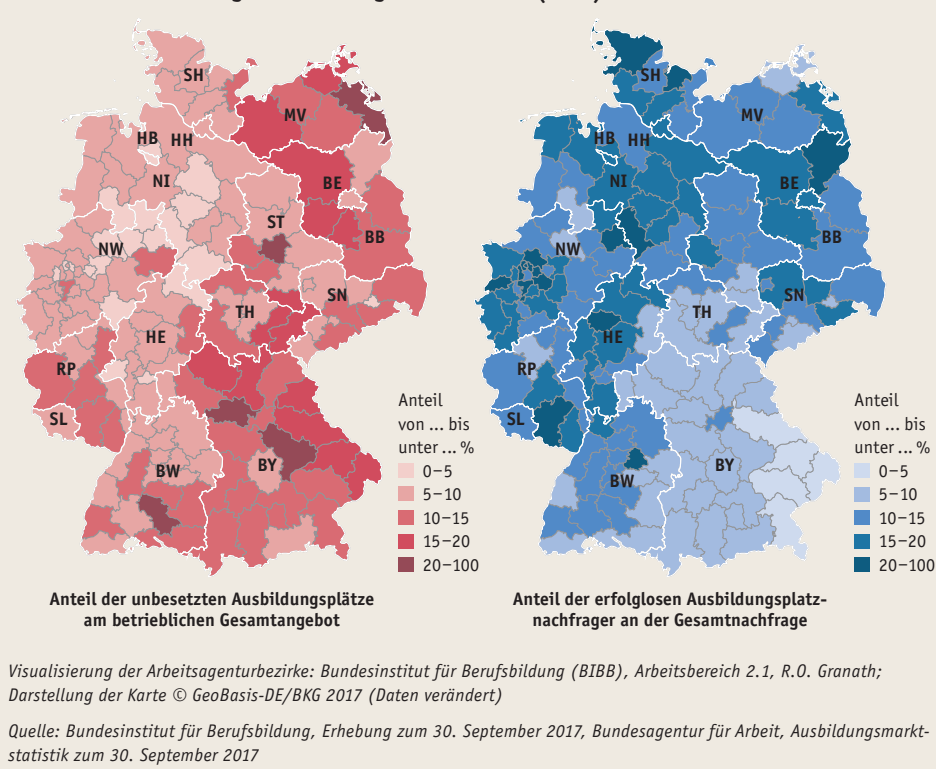 SH
MV
HB
HH
NI
BE
ST
NW
BB
SN
TH
HE
RP
SL
BW
BY
Anteil
von ... bis
unter ... %
0–5
5–10
10–15
15–20
20–100
Anteil der unbesetzten Ausbildungsplätze
am betrieblichen Gesamtangebot
SH
MV
HB
HH
NI
BE
NW
BB
SN
TH
HE
RP
SL
BW
BY
Anteil
von ... bis
unter ... %
0–5
5–10
10–15
15–20
20–100
Anteil der erfolglosen Ausbildungsplatz-
nachfrager an der Gesamtnachfrage
Visualisierung der Arbeitsagenturbezirke: Bundesinstitut für Berufsbildung (BIBB), Arbeitsbereich 2.1, R.O. Granath;
Darstellung der Karte © GeoBasis-DE/BKG 2017 (Daten verändert)
Quelle: Bundesinstitut für Berufsbildung, Erhebung zum 30. September 2017, Bundesagentur für Arbeit, Ausbildungsmarkt-
statistik zum 30. September 2017